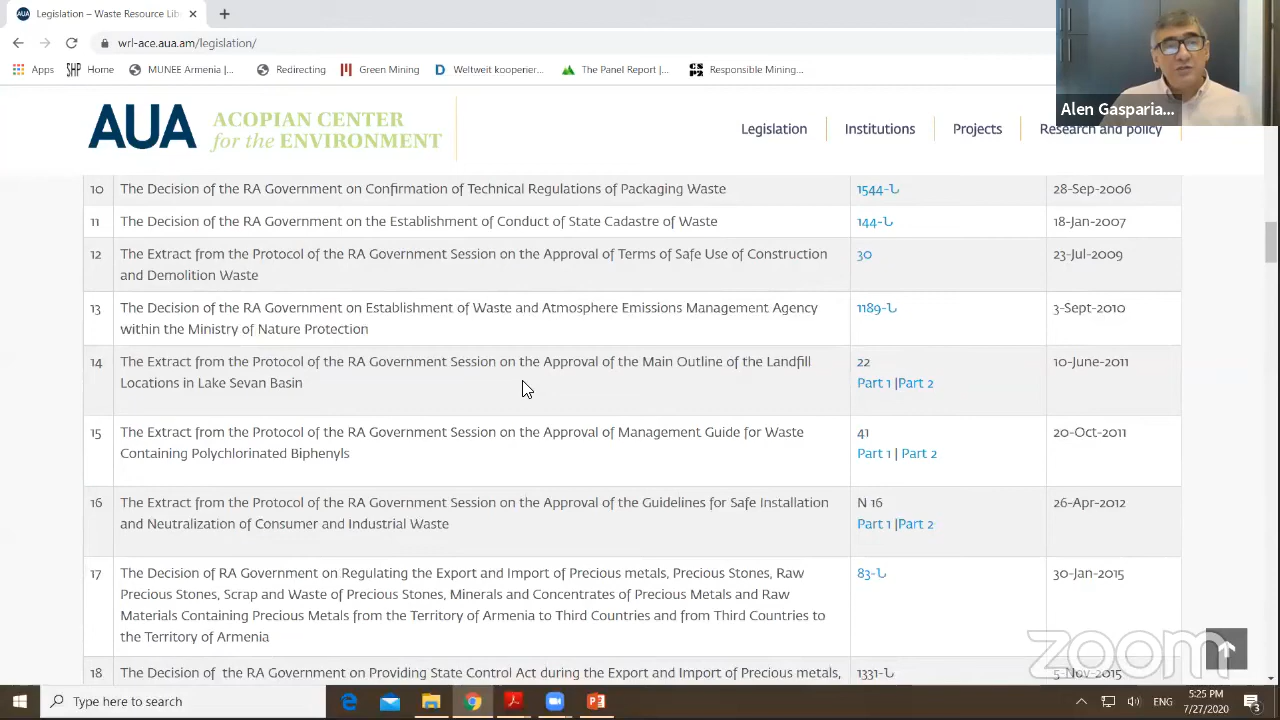 Legislation – Waste Resource Lib
wrl-ace.aua.am/legislation/
Apps
Home
MUNEE Armenia |...
Redirecting
Green Mining
Weltweit kooperier...
The Panel Report |...
Responsible Mining...
Alen Gasparia...
AUA ACOPIAN CENTER
for the ENVIRONMENT
Legislation
Institutions
Projects
Research and policy
10 The Decision of the RA Government on Confirmation of Technical Regulations of Packaging Waste 1544-Ն 28-Sep-2006
11 The Decision of the RA Government on the Establishment of Conduct of State Cadastre of Waste 144-Ն 18-Jan-2007
12 The Extract from the Protocol of the RA Government Session on the Approval of Terms of Safe Use of Construction 30 23-Jul-2009
and Demolition Waste
13 The Decision of the RA Government on Establishment of Waste and Atmosphere Emissions Management Agency 1189-Ն 3-Sept-2010
within the Ministry of Nature Protection
14 The Extract from the Protocol of the RA Government Session on the Approval of the Main Outline of the Landfill 22 10-June-2011
Locations in Lake Sevan Basin Part 1 |Part 2
15 The Extract from the Protocol of the RA Government Session on the Approval of Management Guide for Waste 41 20-Oct-2011
Containing Polychlorinated Biphenyls Part 1 | Part 2
16 The Extract from the Protocol of the RA Government Session on the Approval of the Guidelines for Safe Installation N 16 26-Apr-2012
and Neutralization of Consumer and Industrial Waste Part 1 |Part 2
17 The Decision of RA Government on Regulating the Export and Import of Precious metals, Precious Stones, Raw 83-Ն 30-Jan-2015
Precious Stones, Scrap and Waste of Precious Stones, Minerals and Concentrates of Precious Metals and Raw
Materials Containing Precious Metals from the Territory of Armenia to Third Countries and from Third Countries to
the Territory of Armenia
zoom
18 The Decision of the RA Government on Providing State Control Act during the Export and Import of Precious metals, 1331-Ն 5-Nov-2015
Type here to search
ENG
5:25 PM
7/27/2020
3